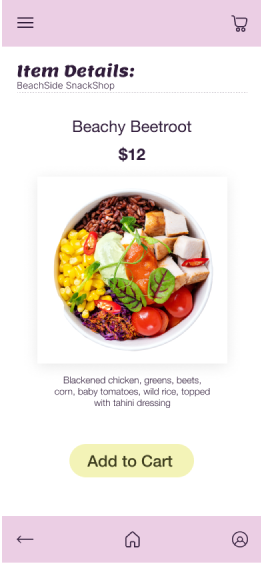 Item Details:
BeachSide SnackShop
Beachy Beetroot
$12
Blackened chicken, greens, beets,
corn, baby tomatoes, wild rice, topped
with tahini dressing
Add to Cart